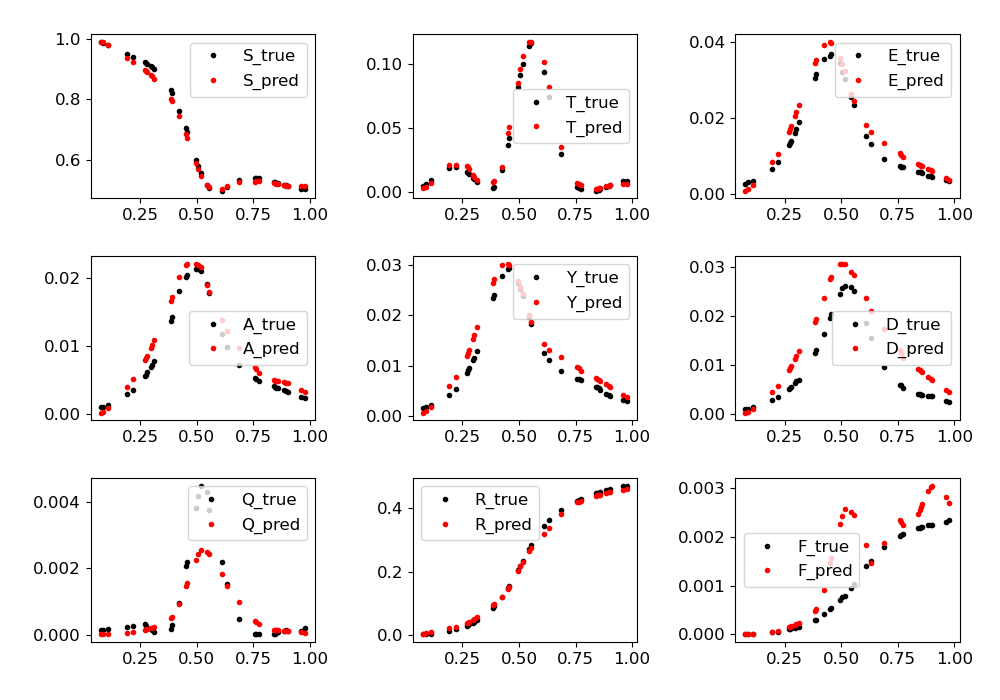 1.0
0.8
0.6
0.25 0.50 0.75 1.00
S_true
S_pred
0.10
0.05
0.00
0.25 0.50 0.75 1.00
T_true
T_pred
0.04
0.02
0.00
0.25 0.50 0.75 1.00
E_true
E_pred
0.02
0.01
0.00
0.25 0.50 0.75 1.00
A_true
A_pred
0.03
0.02
0.01
0.00
0.25 0.50 0.75 1.00
Y_true
Y_pred
0.03
0.02
0.01
0.00
0.25 0.50 0.75 1.00
D_true
D_pred
0.004
0.002
0.000
0.25 0.50 0.75 1.00
Q_true
Q_pred
0.4
0.2
0.0
0.25 0.50 0.75 1.00
R_true
R_pred
0.003
0.002
0.001
0.000
0.25 0.50 0.75 1.00
F_true
F_pred